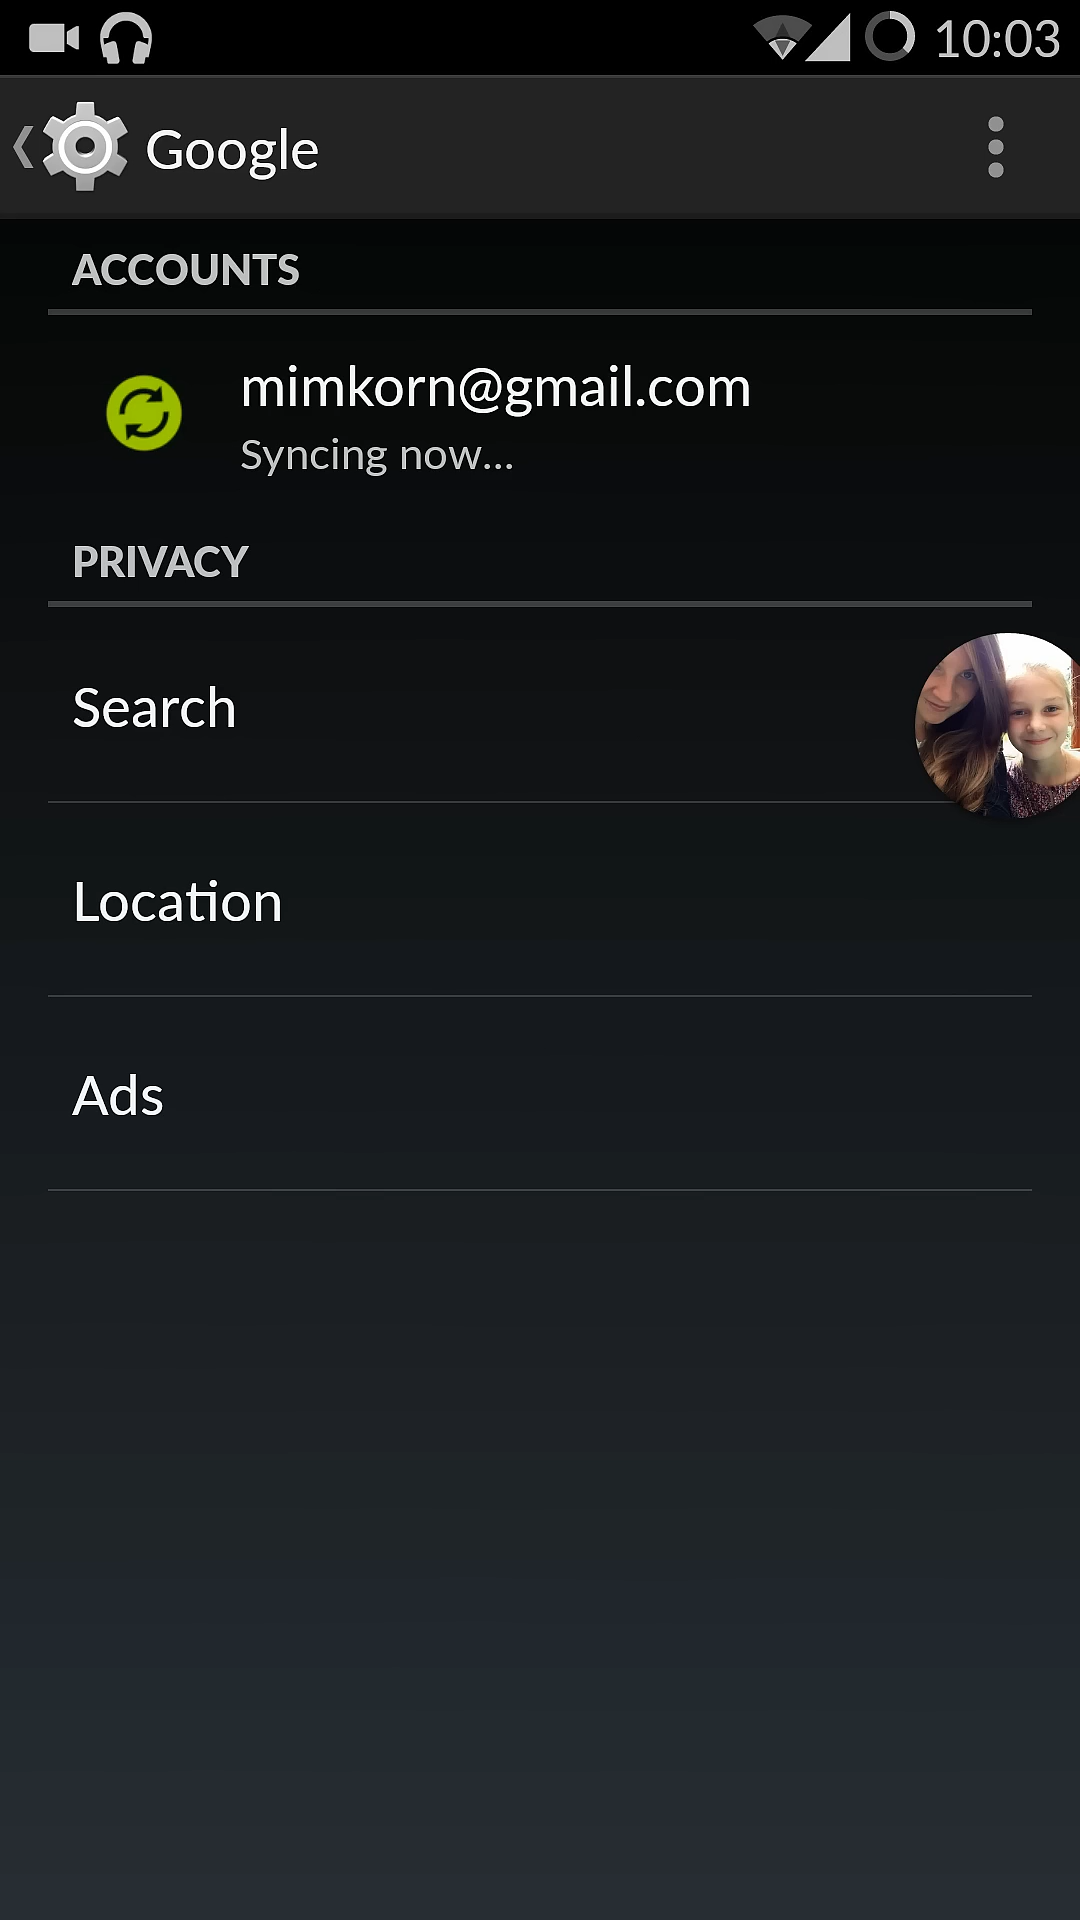 10:03
Google
ACCOUNTS
mimkorn@gmail.com
Syncing now...
PRIVACY
Search
Location
Ads